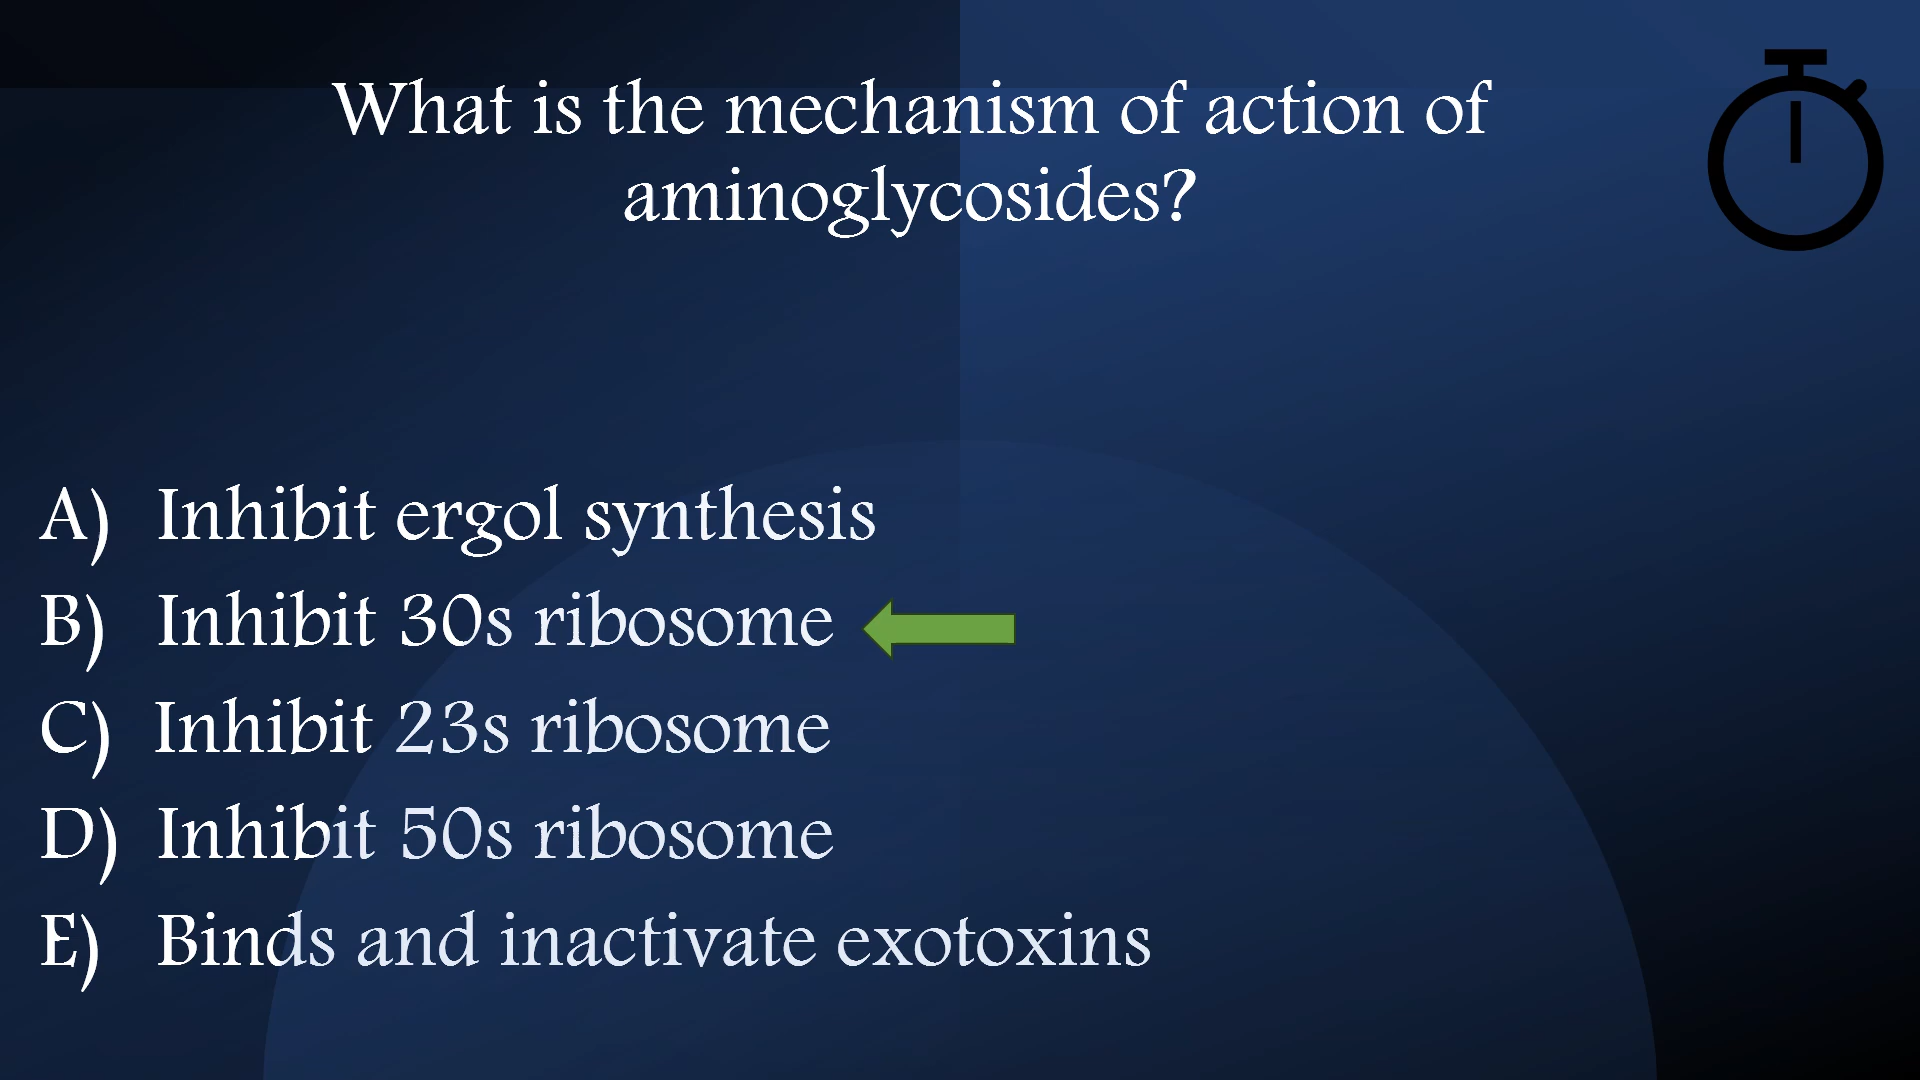 What is the mechanism of action of
aminoglycosides?
A) Inhibit ergol synthesis
B) Inhibit 30s ribosome
C) Inhibit 23s ribosome
D) Inhibit 50s ribosome
E) Binds and inactivate exotoxins